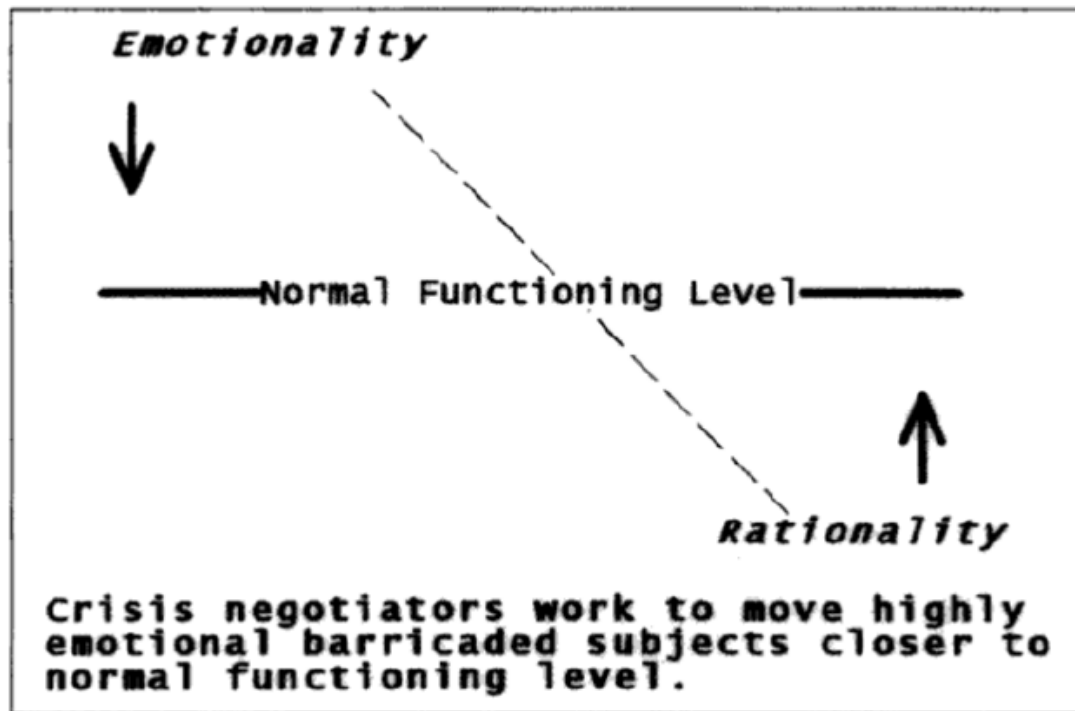 Emotionality
Normal Functioning Level
Rationality
Crisis negotiators work to move highly
emotional barricaded subjects closer to
normal functioning level.